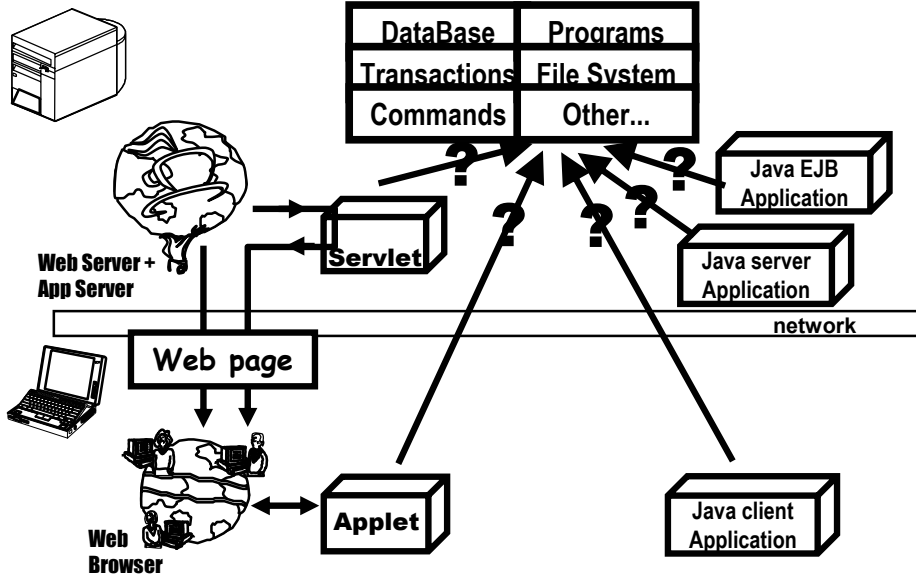 DataBase
Programs
Transactions
File System
Commands
Other...
?
?
?
?
?
Java EJB
Application
Servlet
Java server
Application
Web Server +
App Server
network
Web page
Applet
Java client
Application
Web
Browser